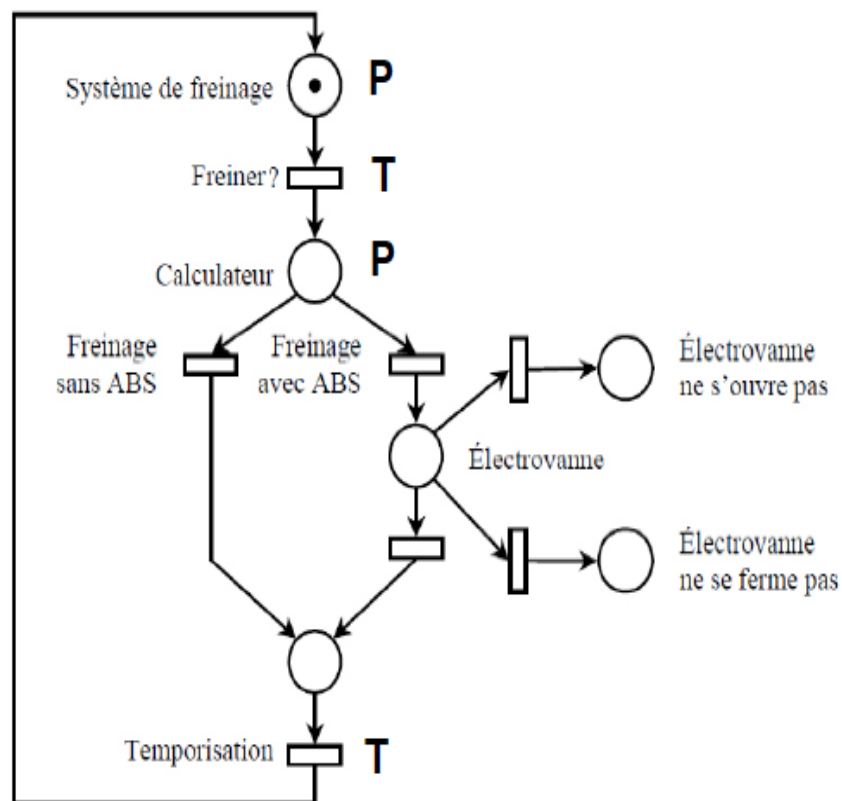 Système de freinage
P
Freiner?
T
Calculateur
P
Freinage
sans ABS
Freinage
avec ABS
Électrovanne
ne s'ouvre pas
Électrovanne
Électrovanne
ne se ferme pas
Temporisation
T